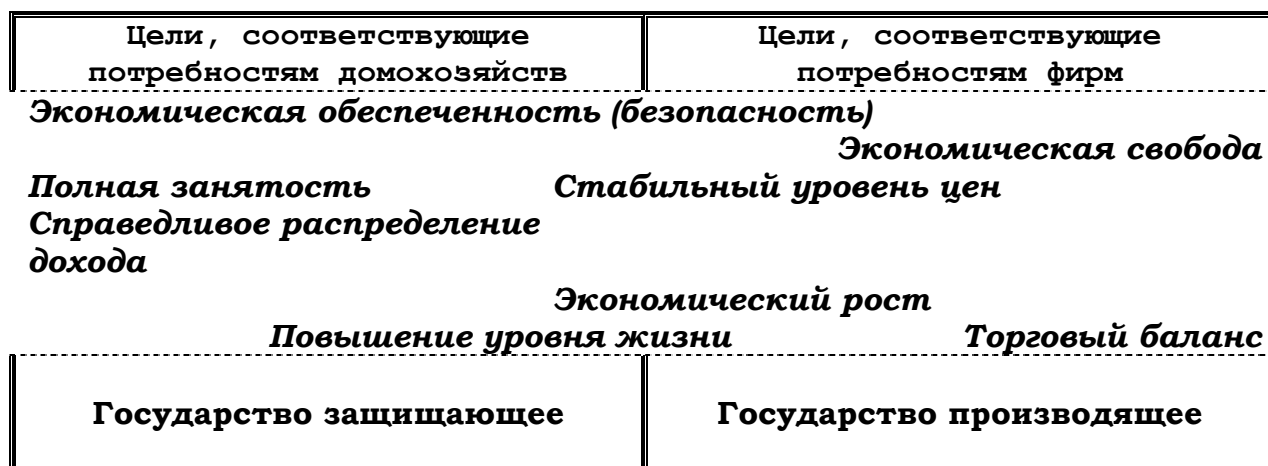 Цели, соответствующие
потребностям домохозяйств
Цели, соответствующие
потребностям фирм
Экономическая обеспеченность (безопасность)
Экономическая свобода
Полная занятость Стабильный уровень цен
Справедливое распределение
дохода
Экономический рост
Повышение уровня жизни Торговый баланс
Государство защищающее Государство производящее